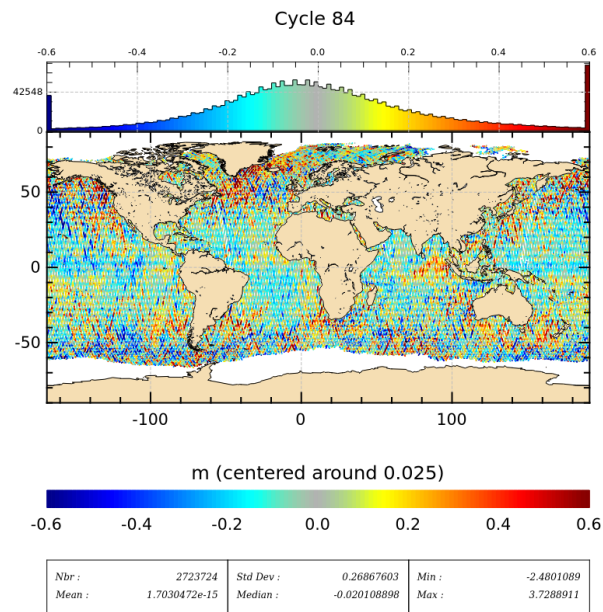 Cycle 84
-0.6 -0.4 -0.2 0.0 0.2 0.4 0.6
42548
0
50
0
-50
-100 0 100
m (centered around 0.025)
-0.6 -0.4 -0.2 0.0 0.2 0.4 0.6
Nbr : 2723724 Std Dev : 0.26867603 Min : -2.4801089
Mean : 1.7030472e-15 Median : -0.020108898 Max : 3.7288911